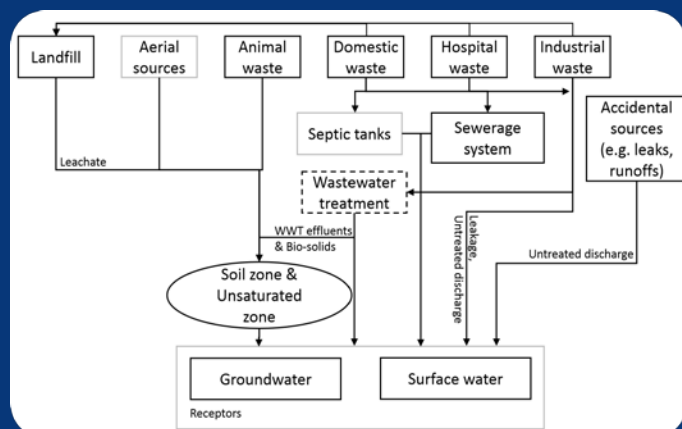 Landfill
Aerial
sources
Animal
waste
Domestic
waste
Hospital
waste
Industrial
waste
Accidental
sources
(e.g. leaks,
runoffs)
Septic tanks
Sewerage
system
Leachate
Wastewater
treatment
WWT effluents
& Bio-solids
Leakage,
Untreated discharge
Untreated discharge
Soil zone &
Unsaturated
zone
Groundwater
Surface water
Receptors